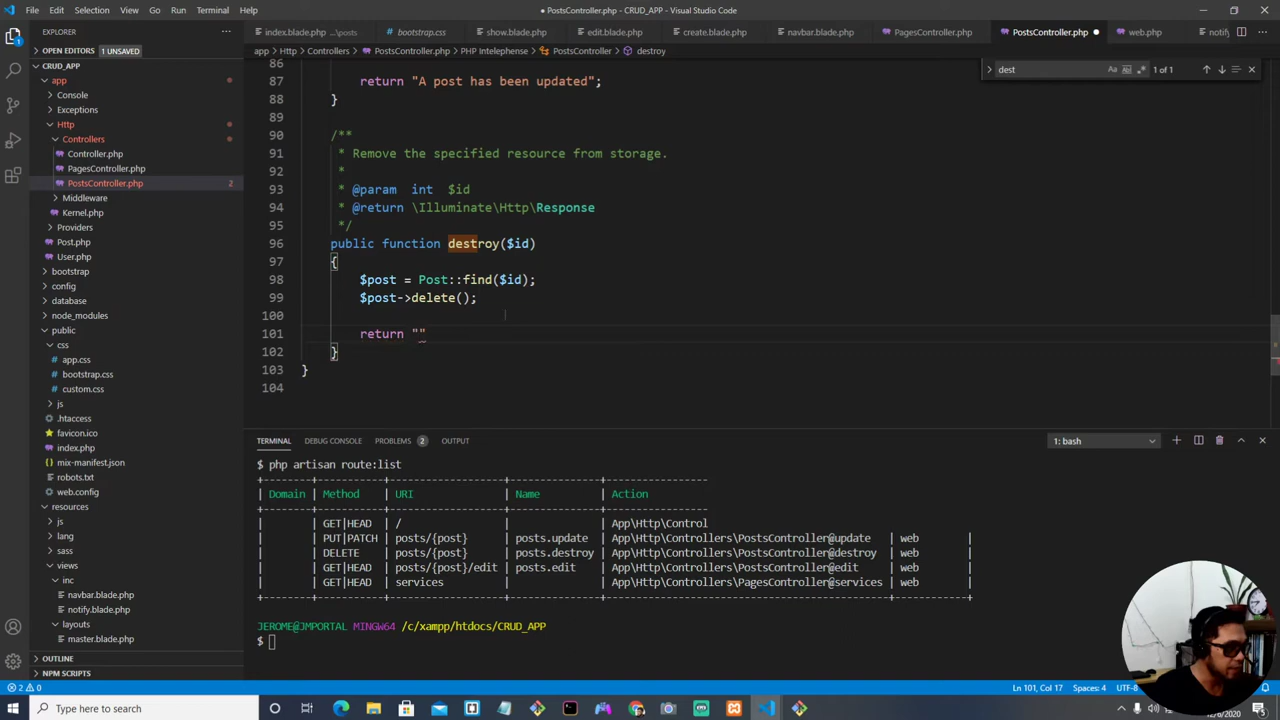 File Edit Selection View Go Run Terminal Help
● PostsController.php - CRUD_APP - Visual Studio Code
EXPLORER
index.blade.php ...\posts
bootstrap.css
show.blade.php
edit.blade.php
create.blade.php
navbar.blade.php
PagesController.php
PostsController.php ●
web.php
notify
app > Http > Controllers > PostsController.php > PHP Intelephense > PostsController > destroy
dest
Aa
1 of 1
OPEN EDITORS 1 UNSAVED
CRUD_APP
app
Console
Exceptions
Http
Controllers
Controller.php
PagesController.php
PostsController.php 2
Middleware
Kernel.php
Providers
Post.php
User.php
bootstrap
config
database
node_modules
public
css
app.css
bootstrap.css
custom.css
js
.htaccess
favicon.ico
index.php
mix-manifest.json
robots.txt
web.config
resources
js
lang
sass
views
inc
navbar.blade.php
notify.blade.php
layouts
master.blade.php
OUTLINE
NPM SCRIPTS
86
87 return "A post has been updated";
88 }
89
90 /**
91 * Remove the specified resource from storage.
92 *
93 * @param int $id
94 * @return \Illuminate\Http\Response
95 */
96 public function destroy($id)
97 {
98 $post = Post::find($id);
99 $post->delete();
100
101 return ""
102 }
103 }
104
TERMINAL DEBUG CONSOLE PROBLEMS 2 OUTPUT
1: bash
$ php artisan route:list
+--------+
| Domain | Method | URI | Name | Action
| | GET|HEAD | / | | App\Http\Control
| | PUT|PATCH | posts/{post} | posts.update | App\Http\Controllers\PostsController@update | web |
| | DELETE | posts/{post} | posts.destroy | App\Http\Controllers\PostsController@destroy | web |
| | GET|HEAD | posts/{post}/edit | posts.edit | App\Http\Controllers\PostsController@edit | web |
| | GET|HEAD | services | | App\Http\Controllers\PagesController@services | web |
JEROME@JMPORTAL MINGW64 /c/xampp/htdocs/CRUD_APP
$
2 0
Ln 101, Col 17 Spaces: 4 UTF-8
Type here to search